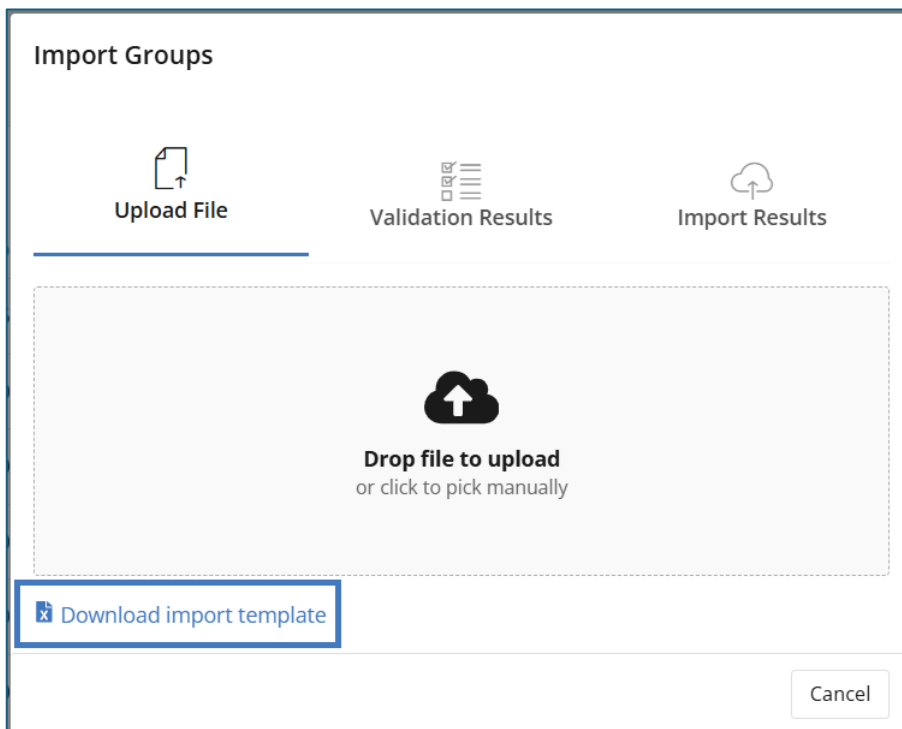 Import Groups
Upload File
Validation Results
Import Results
Drop file to upload
or click to pick manually
Download import template
Cancel